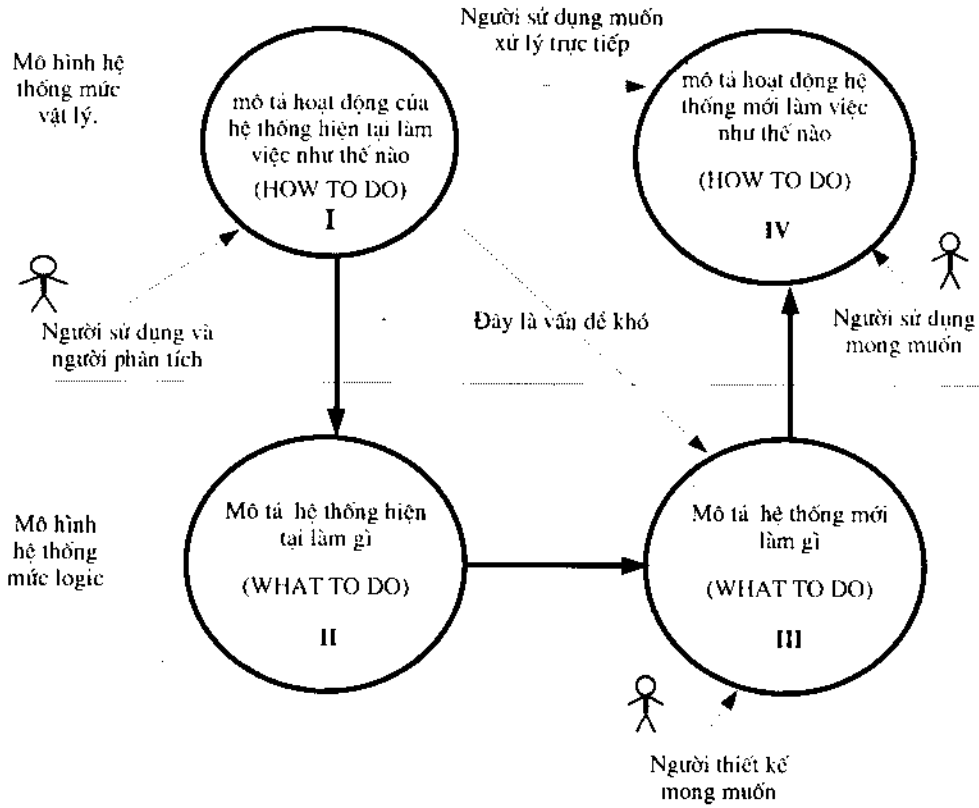 Người sử dụng muốn
xử lý trực tiếp
Mô hình hệ
thống mức
vật lý.
mô tả hoạt động của
hệ thống hiện tại làm
việc như thế nào
(HOW TO DO)
I
mô tả hoạt động hệ
thống mới làm việc
như thế nào
(HOW TO DO)
IV
Người sử dụng và
người phân tích
Đây là vấn đề khó
Người sử dụng
mong muốn
Mô hình
hệ thống
mức logic
Mô tả hệ thống hiện
tại làm gì
(WHAT TO DO)
II
Mô tả hệ thống mới
làm gì
(WHAT TO DO)
III
Người thiết kế
mong muốn